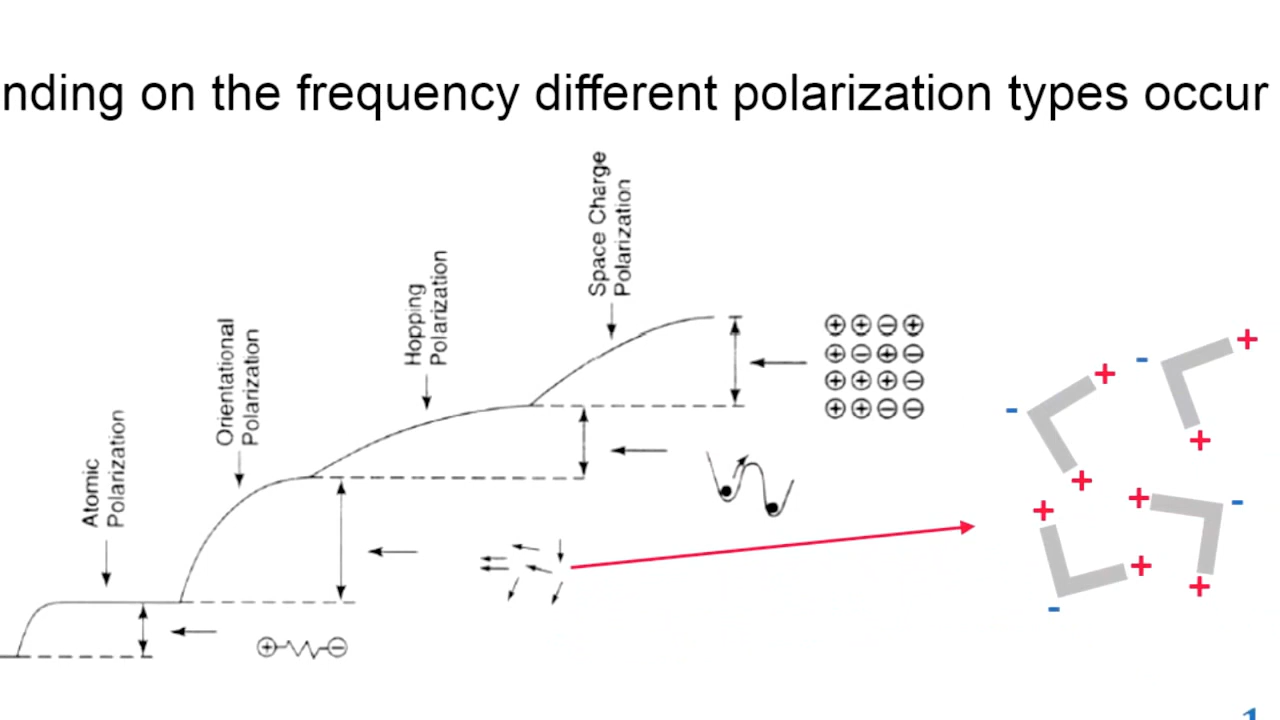 nding on the frequency different polarization types occur
Space Charge
Polarization
Hopping
Polarization
Orientational
Polarization
Atomic
Polarization